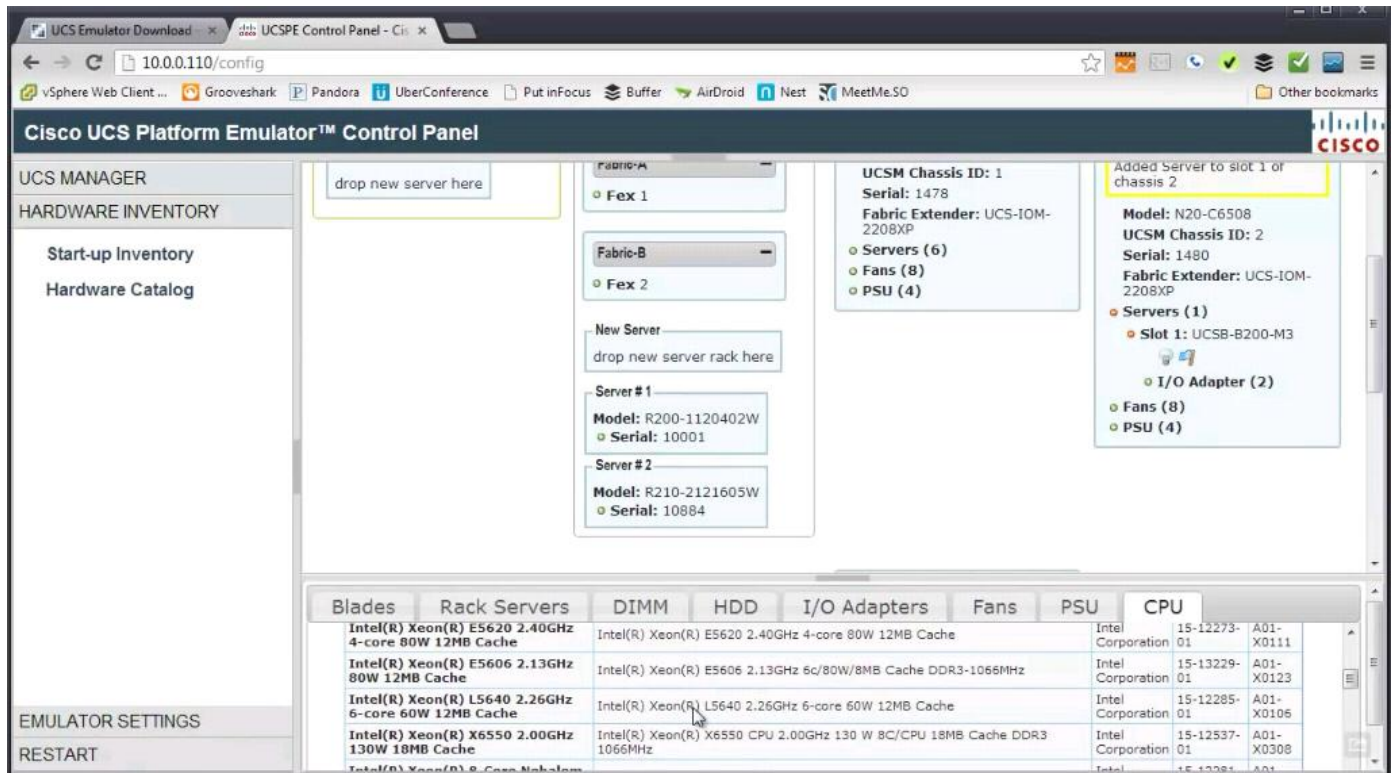 UCS Emulator Download
UCSPE Control Panel - Cis
10.0.0.110/config
vSphere Web Client ...
Grooveshark
Pandora
UberConference
Put inFocus
Buffer
AirDroid
Nest
MeetMe.SO
Other bookmarks
Cisco UCS Platform Emulator™ Control Panel
CISCO
UCS MANAGER
HARDWARE INVENTORY
Start-up Inventory
Hardware Catalog
EMULATOR SETTINGS
RESTART
drop new server here
Fabric-A
Fex 1
Fabric-B
Fex 2
New Server
drop new server rack here
Server # 1
Model: R200-1120402W
Serial: 10001
Server # 2
Model: R210-2121605W
Serial: 10884
UCSM Chassis ID: 1
Serial: 1478
Fabric Extender: UCS-IOM-
2208XP
Servers (6)
Fans (8)
PSU (4)
Added Server to slot 1 of
chassis 2
Model: N20-C6508
UCSM Chassis ID: 2
Serial: 1480
Fabric Extender: UCS-IOM-
2208XP
Servers (1)
Slot 1: UCSB-B200-M3
I/O Adapter (2)
Fans (8)
PSU (4)
Blades Rack Servers DIMM HDD I/O Adapters Fans PSU CPU
Intel(R) Xeon(R) E5620 2.40GHz
4-core 80W 12MB Cache
Intel(R) Xeon(R) E5620 2.40GHz 4-core 80W 12MB Cache
Intel
Corporation
15-12273-
01
A01-
X0111
Intel(R) Xeon(R) E5606 2.13GHz
80W 12MB Cache
Intel(R) Xeon(R) E5606 2.13GHz 6c/80W/8MB Cache DDR3-1066MHz
Intel
Corporation
15-13229-
01
A01-
X0123
Intel(R) Xeon(R) L5640 2.26GHz
6-core 60W 12MB Cache
Intel(R) Xeon(R) L5640 2.26GHz 6-core 60W 12MB Cache
Intel
Corporation
15-12285-
01
A01-
X0106
Intel(R) Xeon(R) X6550 2.00GHz
130W 18MB Cache
Intel(R) Xeon(R) X6550 CPU 2.00GHz 130 W 8C/CPU 18MB Cache DDR3
1066MHz
Intel
Corporation
15-12537-
01
A01-
X0308
Intel(R) Xeon(R) 8-Core Nehalem
Intel
15-12281-
A01-